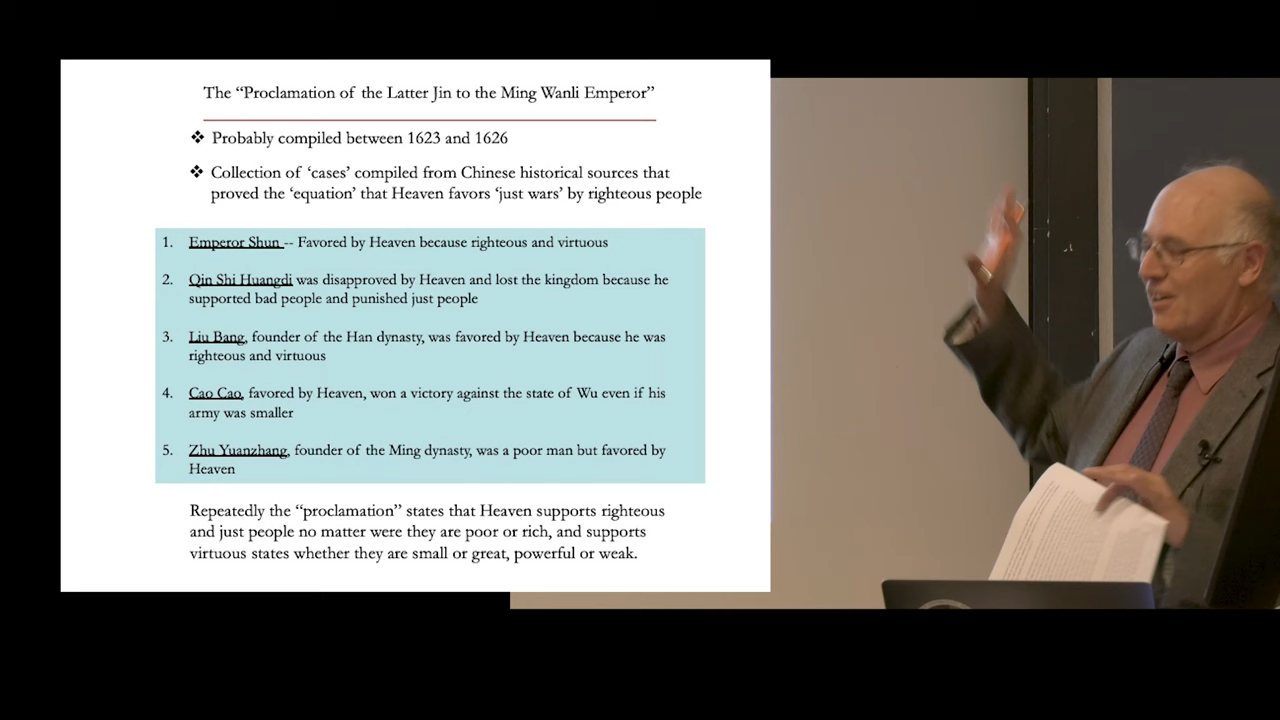 The “Proclamation of the Latter Jin to the Ming Wanli Emperor”
❖ Probably compiled between 1623 and 1626
❖ Collection of ‘cases’ compiled from Chinese historical sources that
proved the ‘equation’ that Heaven favors ‘just wars’ by righteous people
1. Emperor Shun -- Favored by Heaven because righteous and virtuous
2. Qin Shi Huangdi was disapproved by Heaven and lost the kingdom because he
supported bad people and punished just people
3. Liu Bang, founder of the Han dynasty, was favored by Heaven because he was
righteous and virtuous
4. Cao Cao, favored by Heaven, won a victory against the state of Wu even if his
army was smaller
5. Zhu Yuanzhang, founder of the Ming dynasty, was a poor man but favored by
Heaven
Repeatedly the “proclamation” states that Heaven supports righteous
and just people no matter were they are poor or rich, and supports
virtuous states whether they are small or great, powerful or weak.